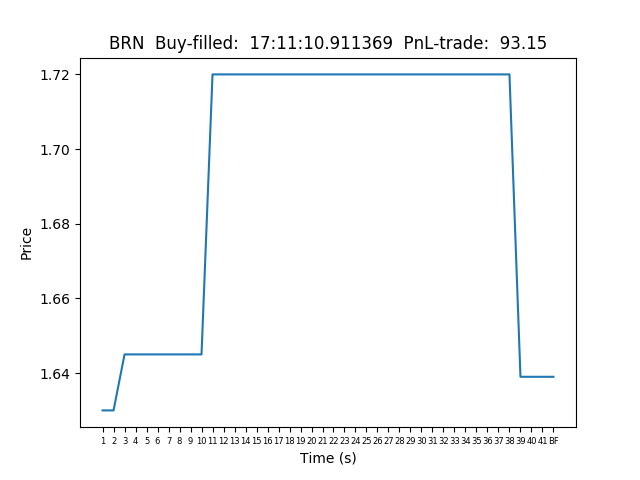 BRN  Buy-filled:  17:11:10.911369  PnL-trade:  93.15
1.72
1.70
1.68
1.66
1.64
Price
1 2 3 4 5 6 7 8 9 10 11 12 13 14 15 16 17 18 19 20 21 22 23 24 25 26 27 28 29 30 31 32 33 34 35 36 37 38 39 40 41 BF
Time (s)